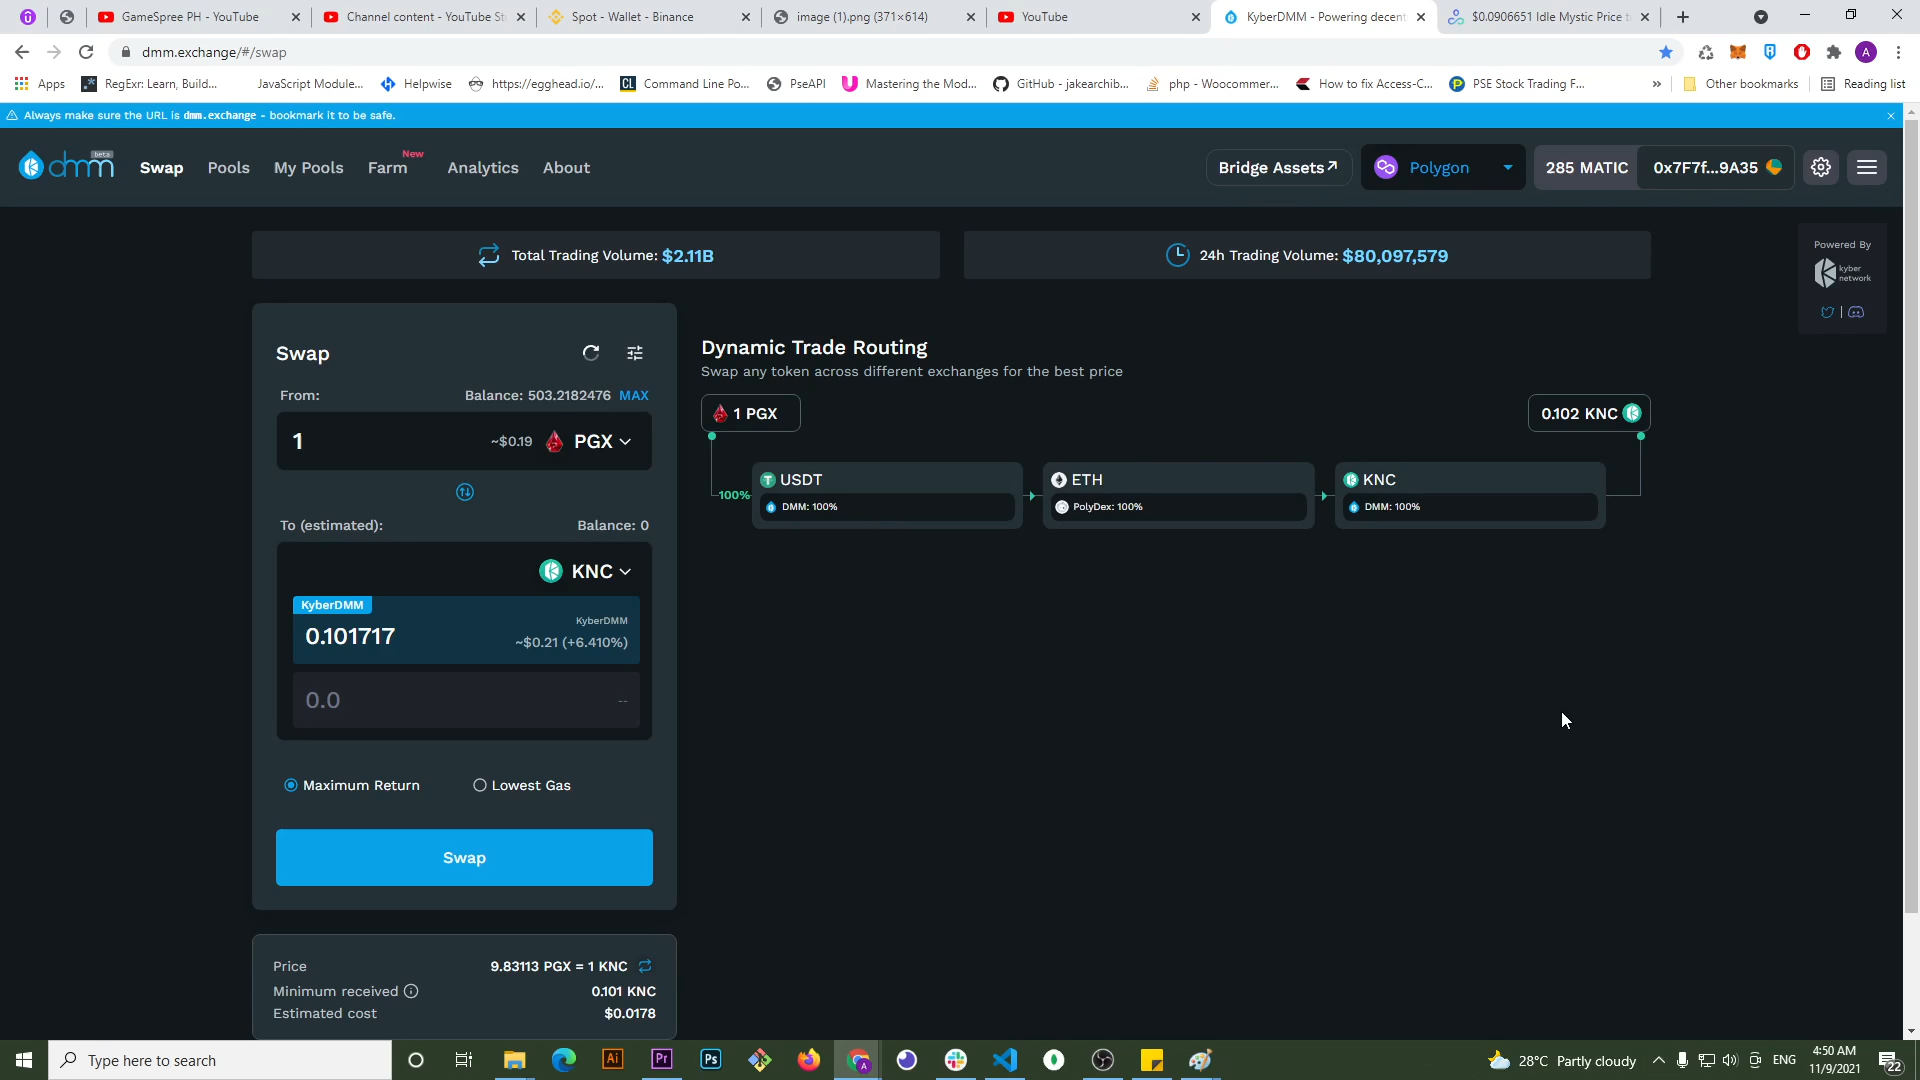 GameSpree PH - YouTube
Channel content - YouTube St
Spot - Wallet - Binance
image (1).png (371×614)
YouTube
KyberDMM - Powering decent
$0.0906651 Idle Mystic Price t
dmm.exchange/#/swap
A
Apps
RegExr: Learn, Build...
JavaScript Module...
Helpwise
https://egghead.io/...
CL Command Line Po...
PseAPI
Mastering the Mod...
GitHub - jakearchib...
php - Woocommer...
How to fix Access-C...
PSE Stock Trading F...
»
Other bookmarks
Reading list
Always make sure the URL is dmm.exchange - bookmark it to be safe.
dmm beta
Swap
Pools
My Pools
Farm New
Analytics
About
Bridge Assets↗
Polygon
285 MATIC
0x7F7f...9A35
Total Trading Volume: $2.11B
24h Trading Volume: $80,097,579
Powered By
kyber network
Swap
From:
Balance: 503.2182476 MAX
1
~$0.19
PGX
To (estimated):
Balance: 0
KNC
KyberDMM
KyberDMM
0.101717
~$0.21 (+6.410%)
0.0
--
Maximum Return
Lowest Gas
Swap
Price
9.83113 PGX = 1 KNC
Minimum received
0.101 KNC
Estimated cost
$0.0178
Dynamic Trade Routing
Swap any token across different exchanges for the best price
1 PGX
0.102 KNC
100%
USDT
DMM: 100%
ETH
PolyDex: 100%
KNC
DMM: 100%
Type here to search
Ai
Pr
Ps
28°C Partly cloudy
ENG
4:50 AM
11/9/2021
22